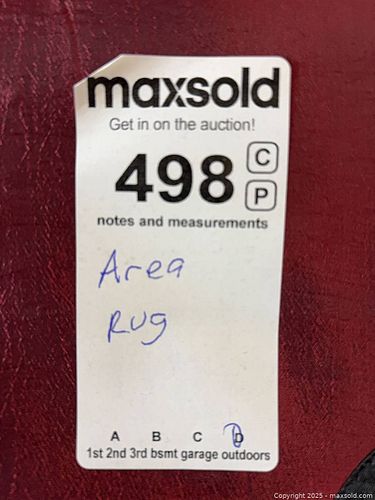 maxsold
Get in on the auction!
498 C
P
notes and measurements
Area
Rug
A B C D
1st 2nd 3rd bsmt garage outdoors
Copyright © 2025 - maxsold.com